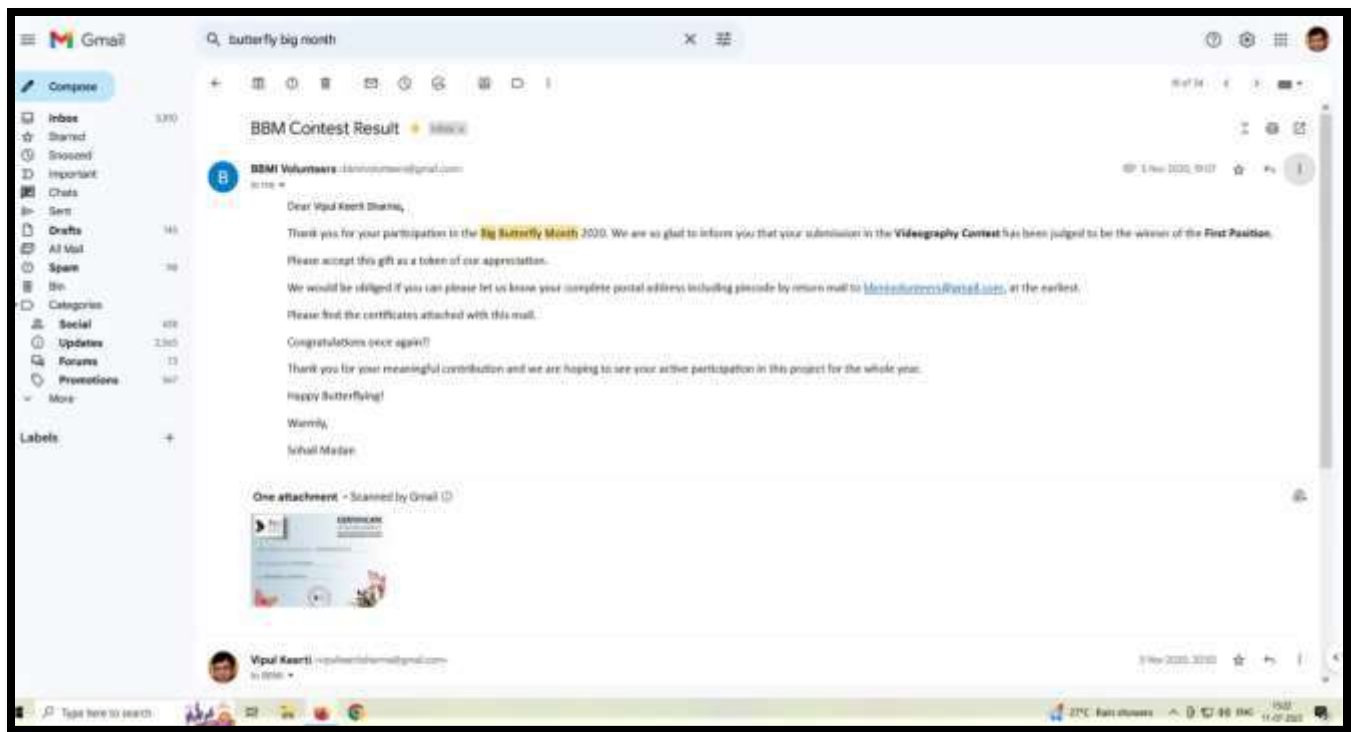 Gmail
butterfly big month
Compose
Inbox
Starred
Snoozed
Important
Chats
Sent
Drafts
All Mail
Spam
Bin
Categories
Social
Updates
Forums
Promotions
More
Labels +
BBM Contest Result
B
BBMI Volunteers
to me
Dear Vipul Keerti Sharma,
Thank you for your participation in the Big Butterfly Month 2020. We are so glad to inform you that your submission in the Videography Contest has been judged to be the winner of the First Position.
Please accept this gift as a token of our appreciation.
We would be obliged if you can please let us know your complete postal address including pincode by return mail to bbmivolunteers@gmail.com, at the earliest.
Please find the certificates attached with this mail.
Congratulations once again!!
Thank you for your meaningful contribution and we are hoping to see your active participation in this project for the whole year.
Happy Butterflying!
Warmly,
Sohail Madan
One attachment • Scanned by Gmail
CERTIFICATE
Vipul Keerti
to BBMI
Type here to search
27°C Rain showers
ENG